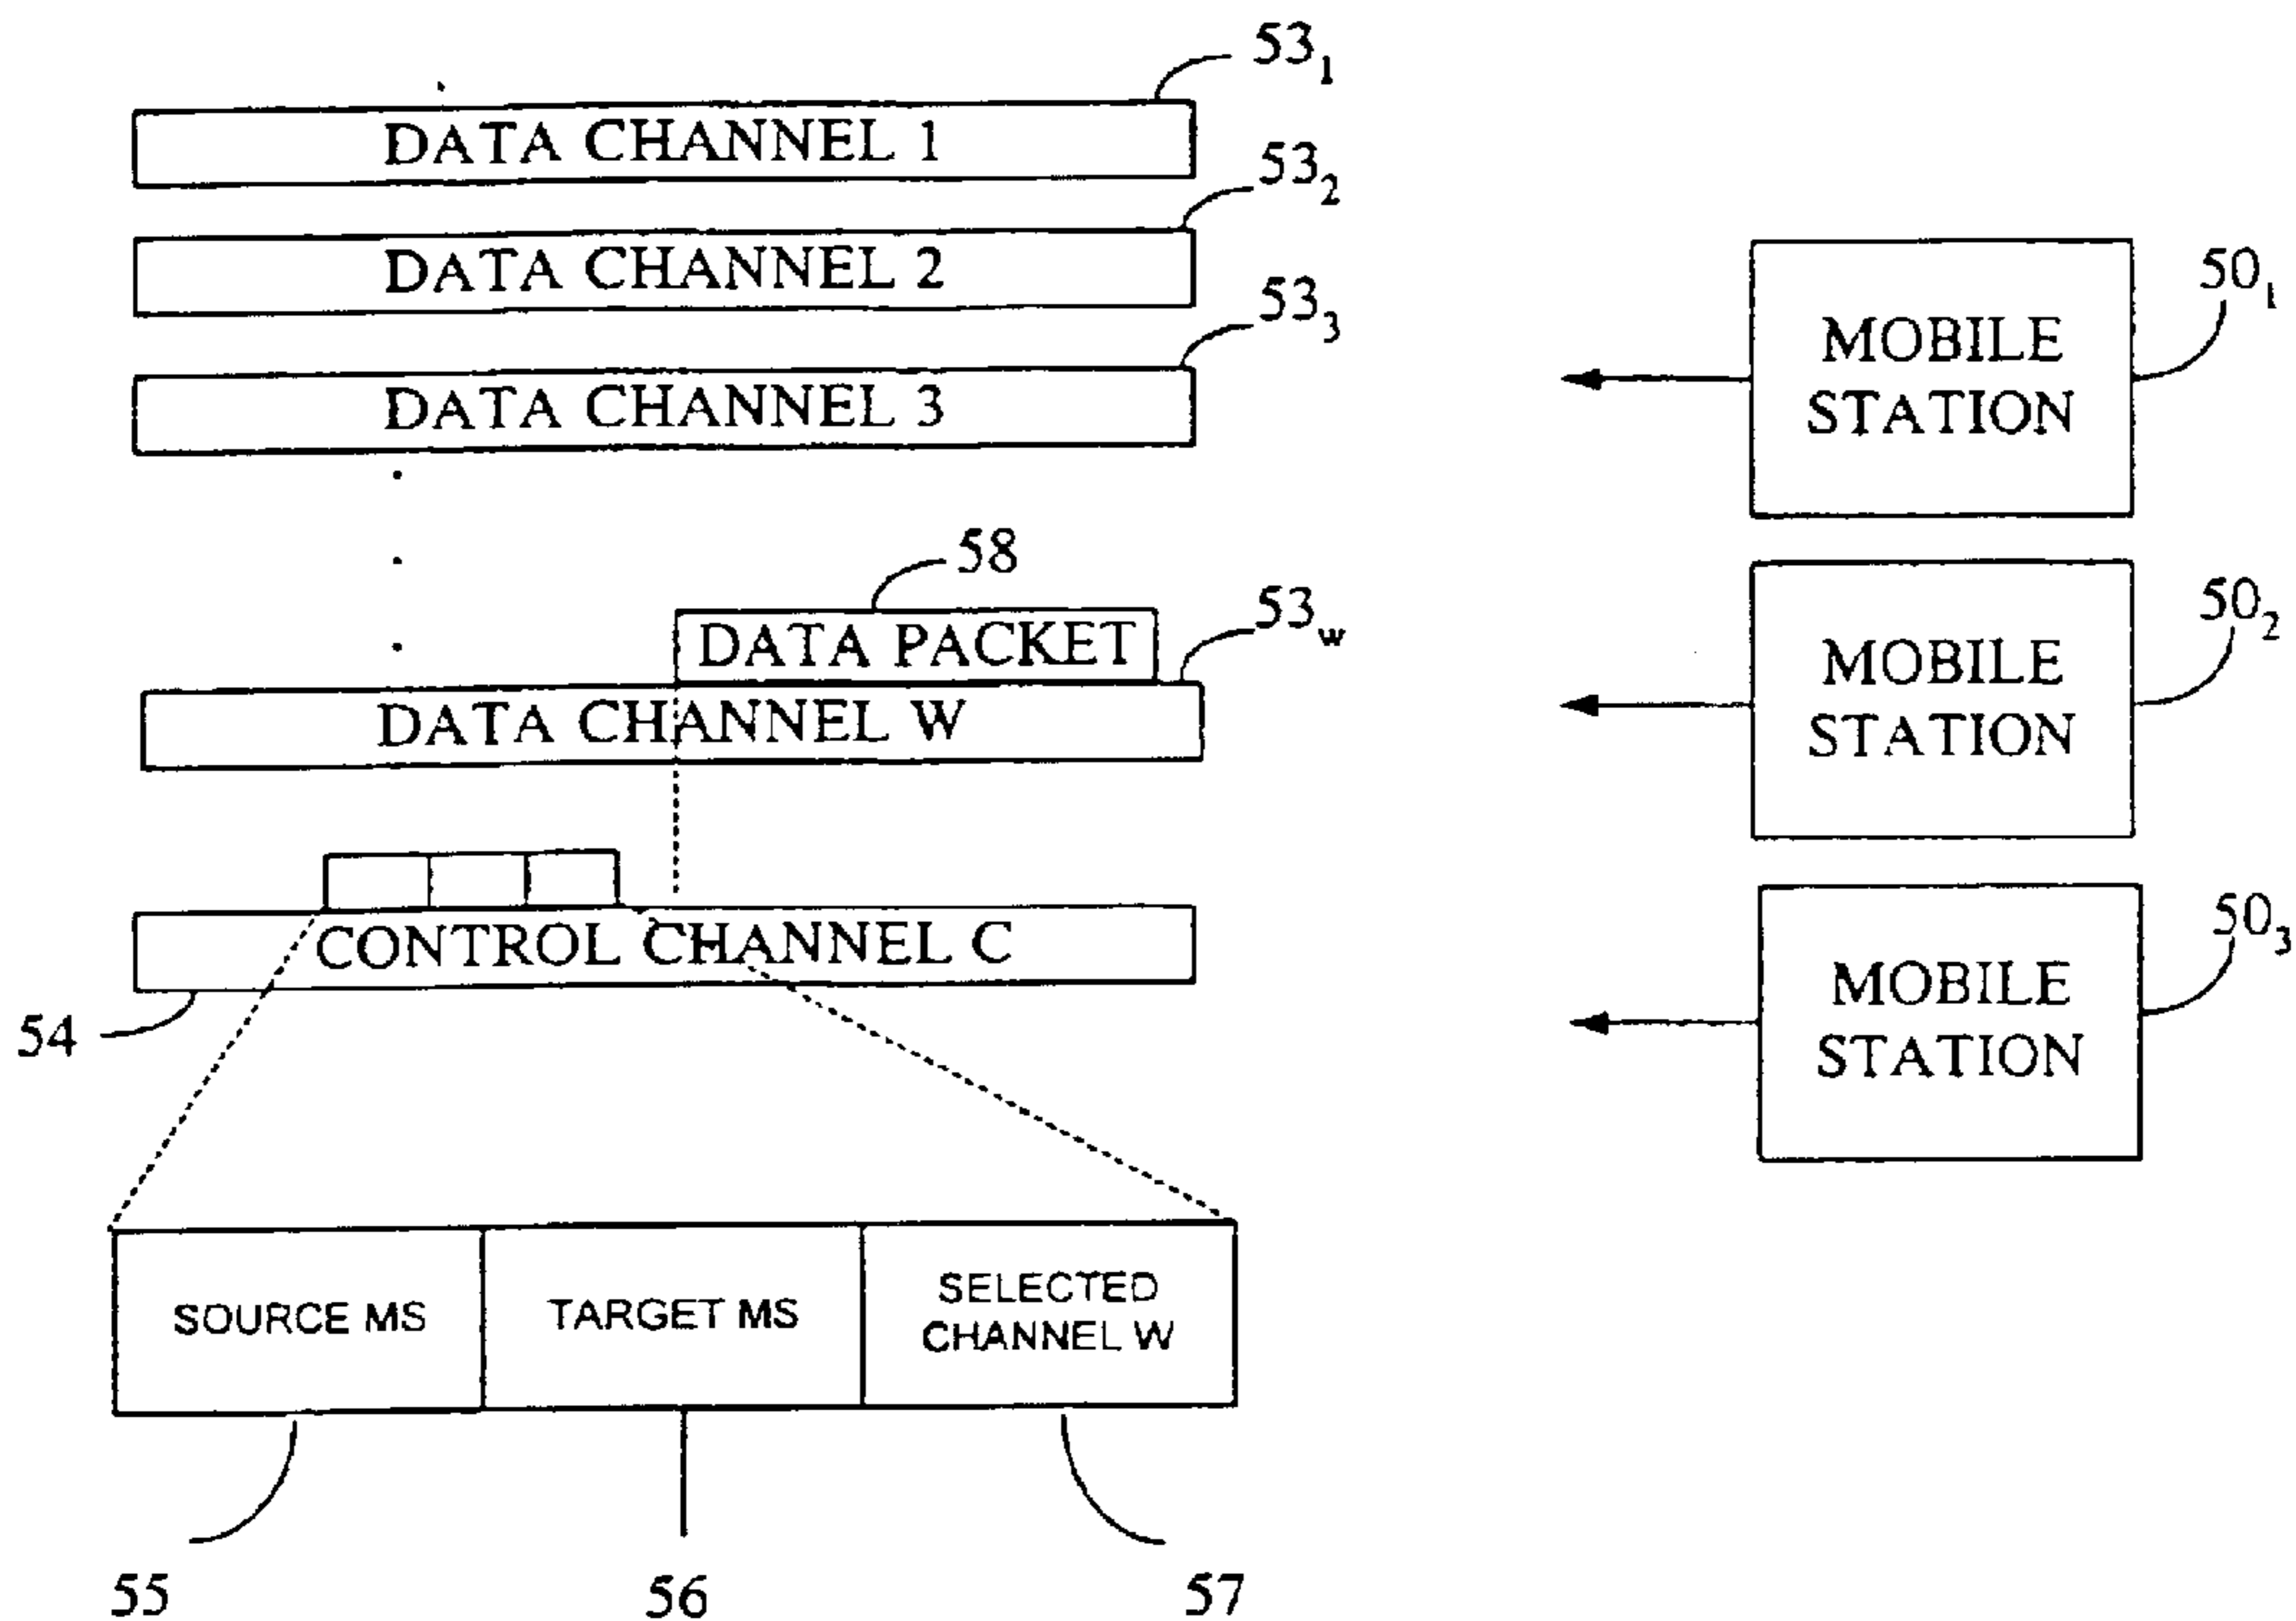 53₁
DATA CHANNEL 1
53₂
DATA CHANNEL 2
53₃
DATA CHANNEL 3
58
DATA PACKET
53w
DATA CHANNEL W
CONTROL CHANNEL C
54
SOURCE MS
TARGET MS
SELECTED
CHANNEL W
55
56
57
MOBILE
STATION
50₁
MOBILE
STATION
50₂
MOBILE
STATION
50₃